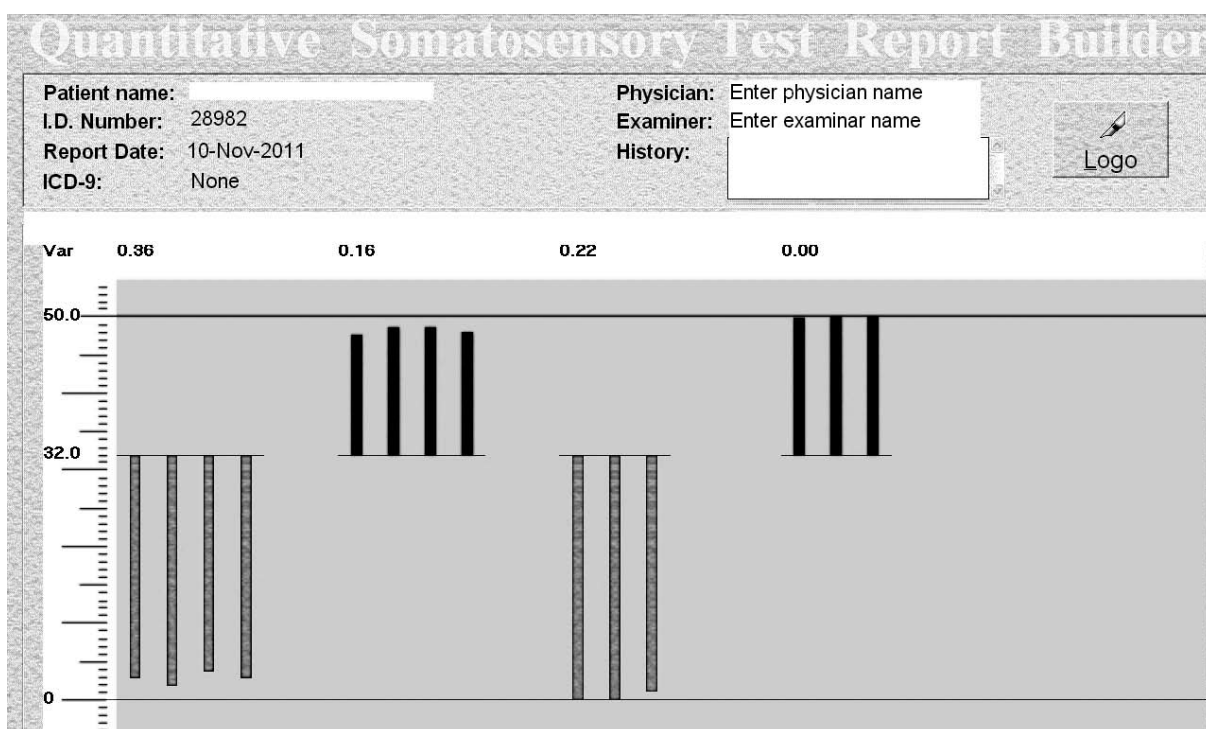 Quantitative Somatosensory Test Report Builder
Patient name:
I.D. Number: 28982
Report Date: 10-Nov-2011
ICD-9: None
Physician: Enter physician name
Examiner: Enter examinar name
History:
Logo
Var 0.36 0.16 0.22 0.00
50.0
32.0
0